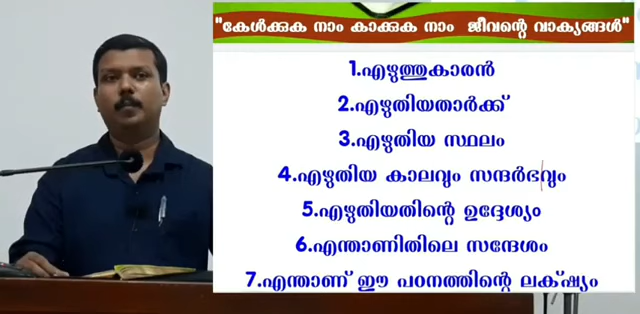 "കേൾക്കുക നാം കാക്കുക നാം ജീവന്റെ വാക്യങ്ങൾ"
1.എഴുത്തുകാരൻ
2.എഴുതിയതാർക്ക്
3.എഴുതിയ സ്ഥലം
4.എഴുതിയ കാലവും സന്ദർഭവും
5.എഴുതിയതിന്റെ ഉദ്ദേശ്യം
6.എന്താണിതിലെ സന്ദേശം
7.എന്താണ് ഈ പഠനത്തിന്റെ ലക്ഷ്യം